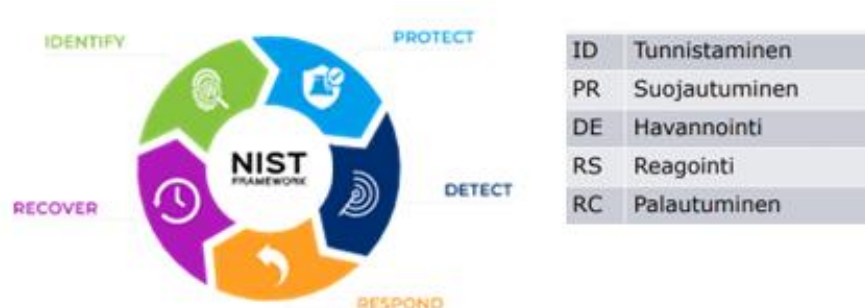 IDENTIFY
PROTECT
NIST
FRAMEWORK
DETECT
RECOVER
RESPOND
ID Tunnistaminen
PR Suojautuminen
DE Havannointi
RS Reagointi
RC Palautuminen